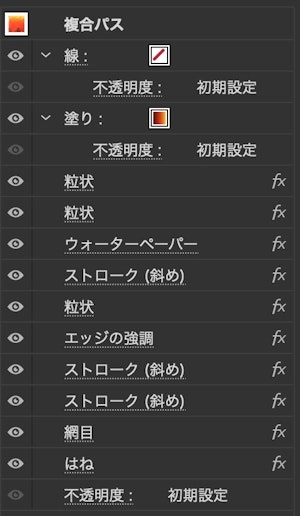 複合パス
線：
不透明度： 初期設定
塗り：
不透明度： 初期設定
粒状 fx
粒状 fx
ウォーターペーパー fx
ストローク (斜め) fx
粒状 fx
エッジの強調 fx
ストローク (斜め) fx
ストローク (斜め) fx
網目 fx
はね fx
不透明度： 初期設定